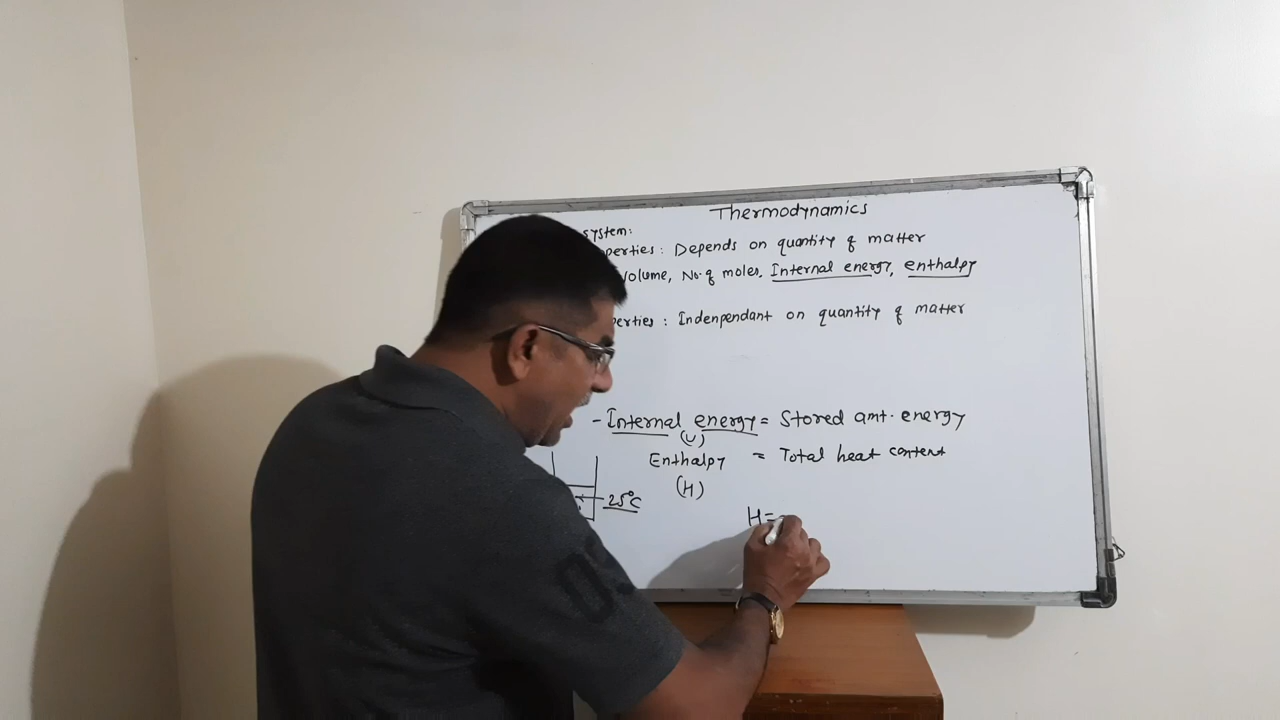 Thermodynamics
system:
perties: Depends on quantity of matter
Volume, No. of moles, Internal energy, enthalpy
perties: Indenpendant on quantity of matter
- Internal energy = Stored amt. energy
(U)
Enthalpy = Total heat content
(H)
25°C
H=